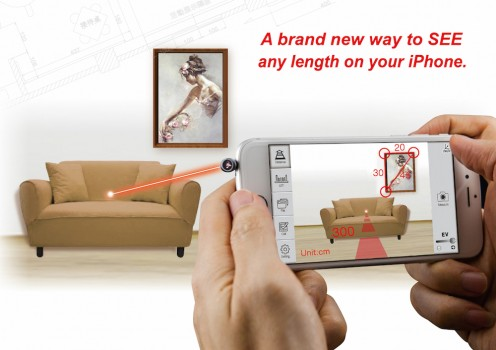 A brand new way to SEE
any length on your iPhone.
20
30
300
Unit:cm
EV